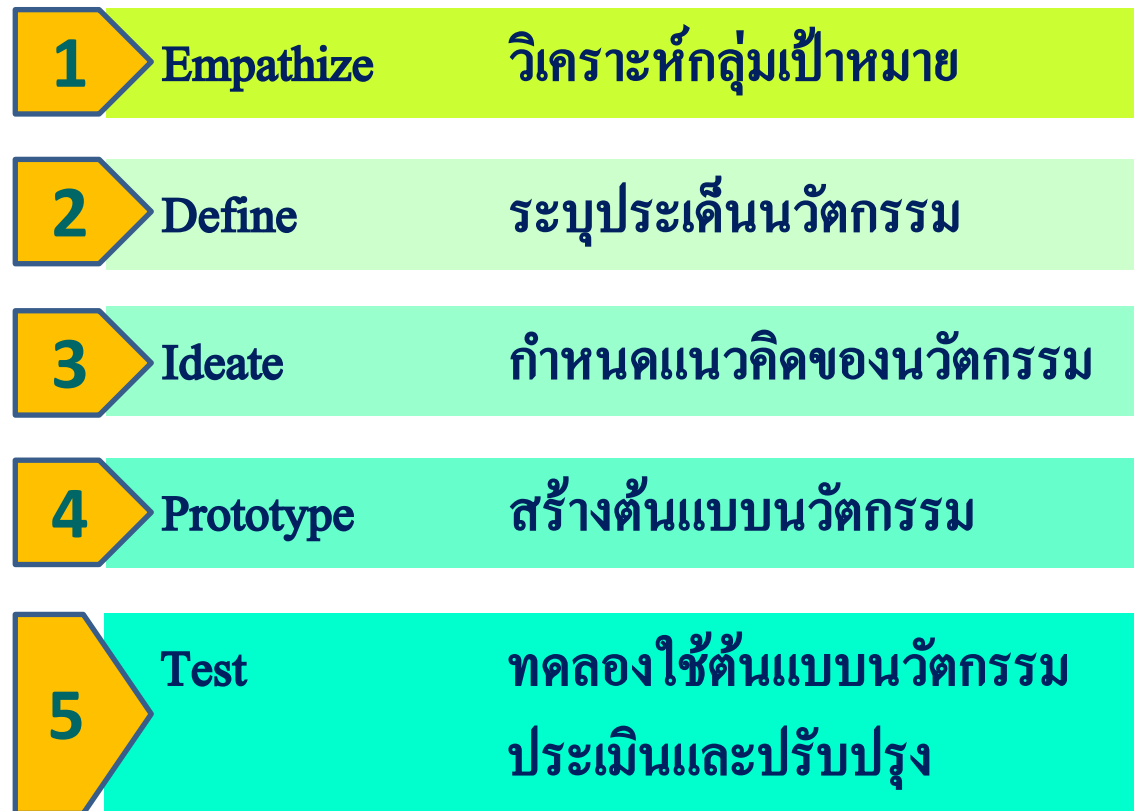 1 Empathize วิเคราะห์กลุ่มเป้าหมาย
2 Define ระบุประเด็นนวัตกรรม
3 Ideate กำหนดแนวคิดของนวัตกรรม
4 Prototype สร้างต้นแบบนวัตกรรม
5 Test ทดลองใช้ต้นแบบนวัตกรรม
ประเมินและปรับปรุง